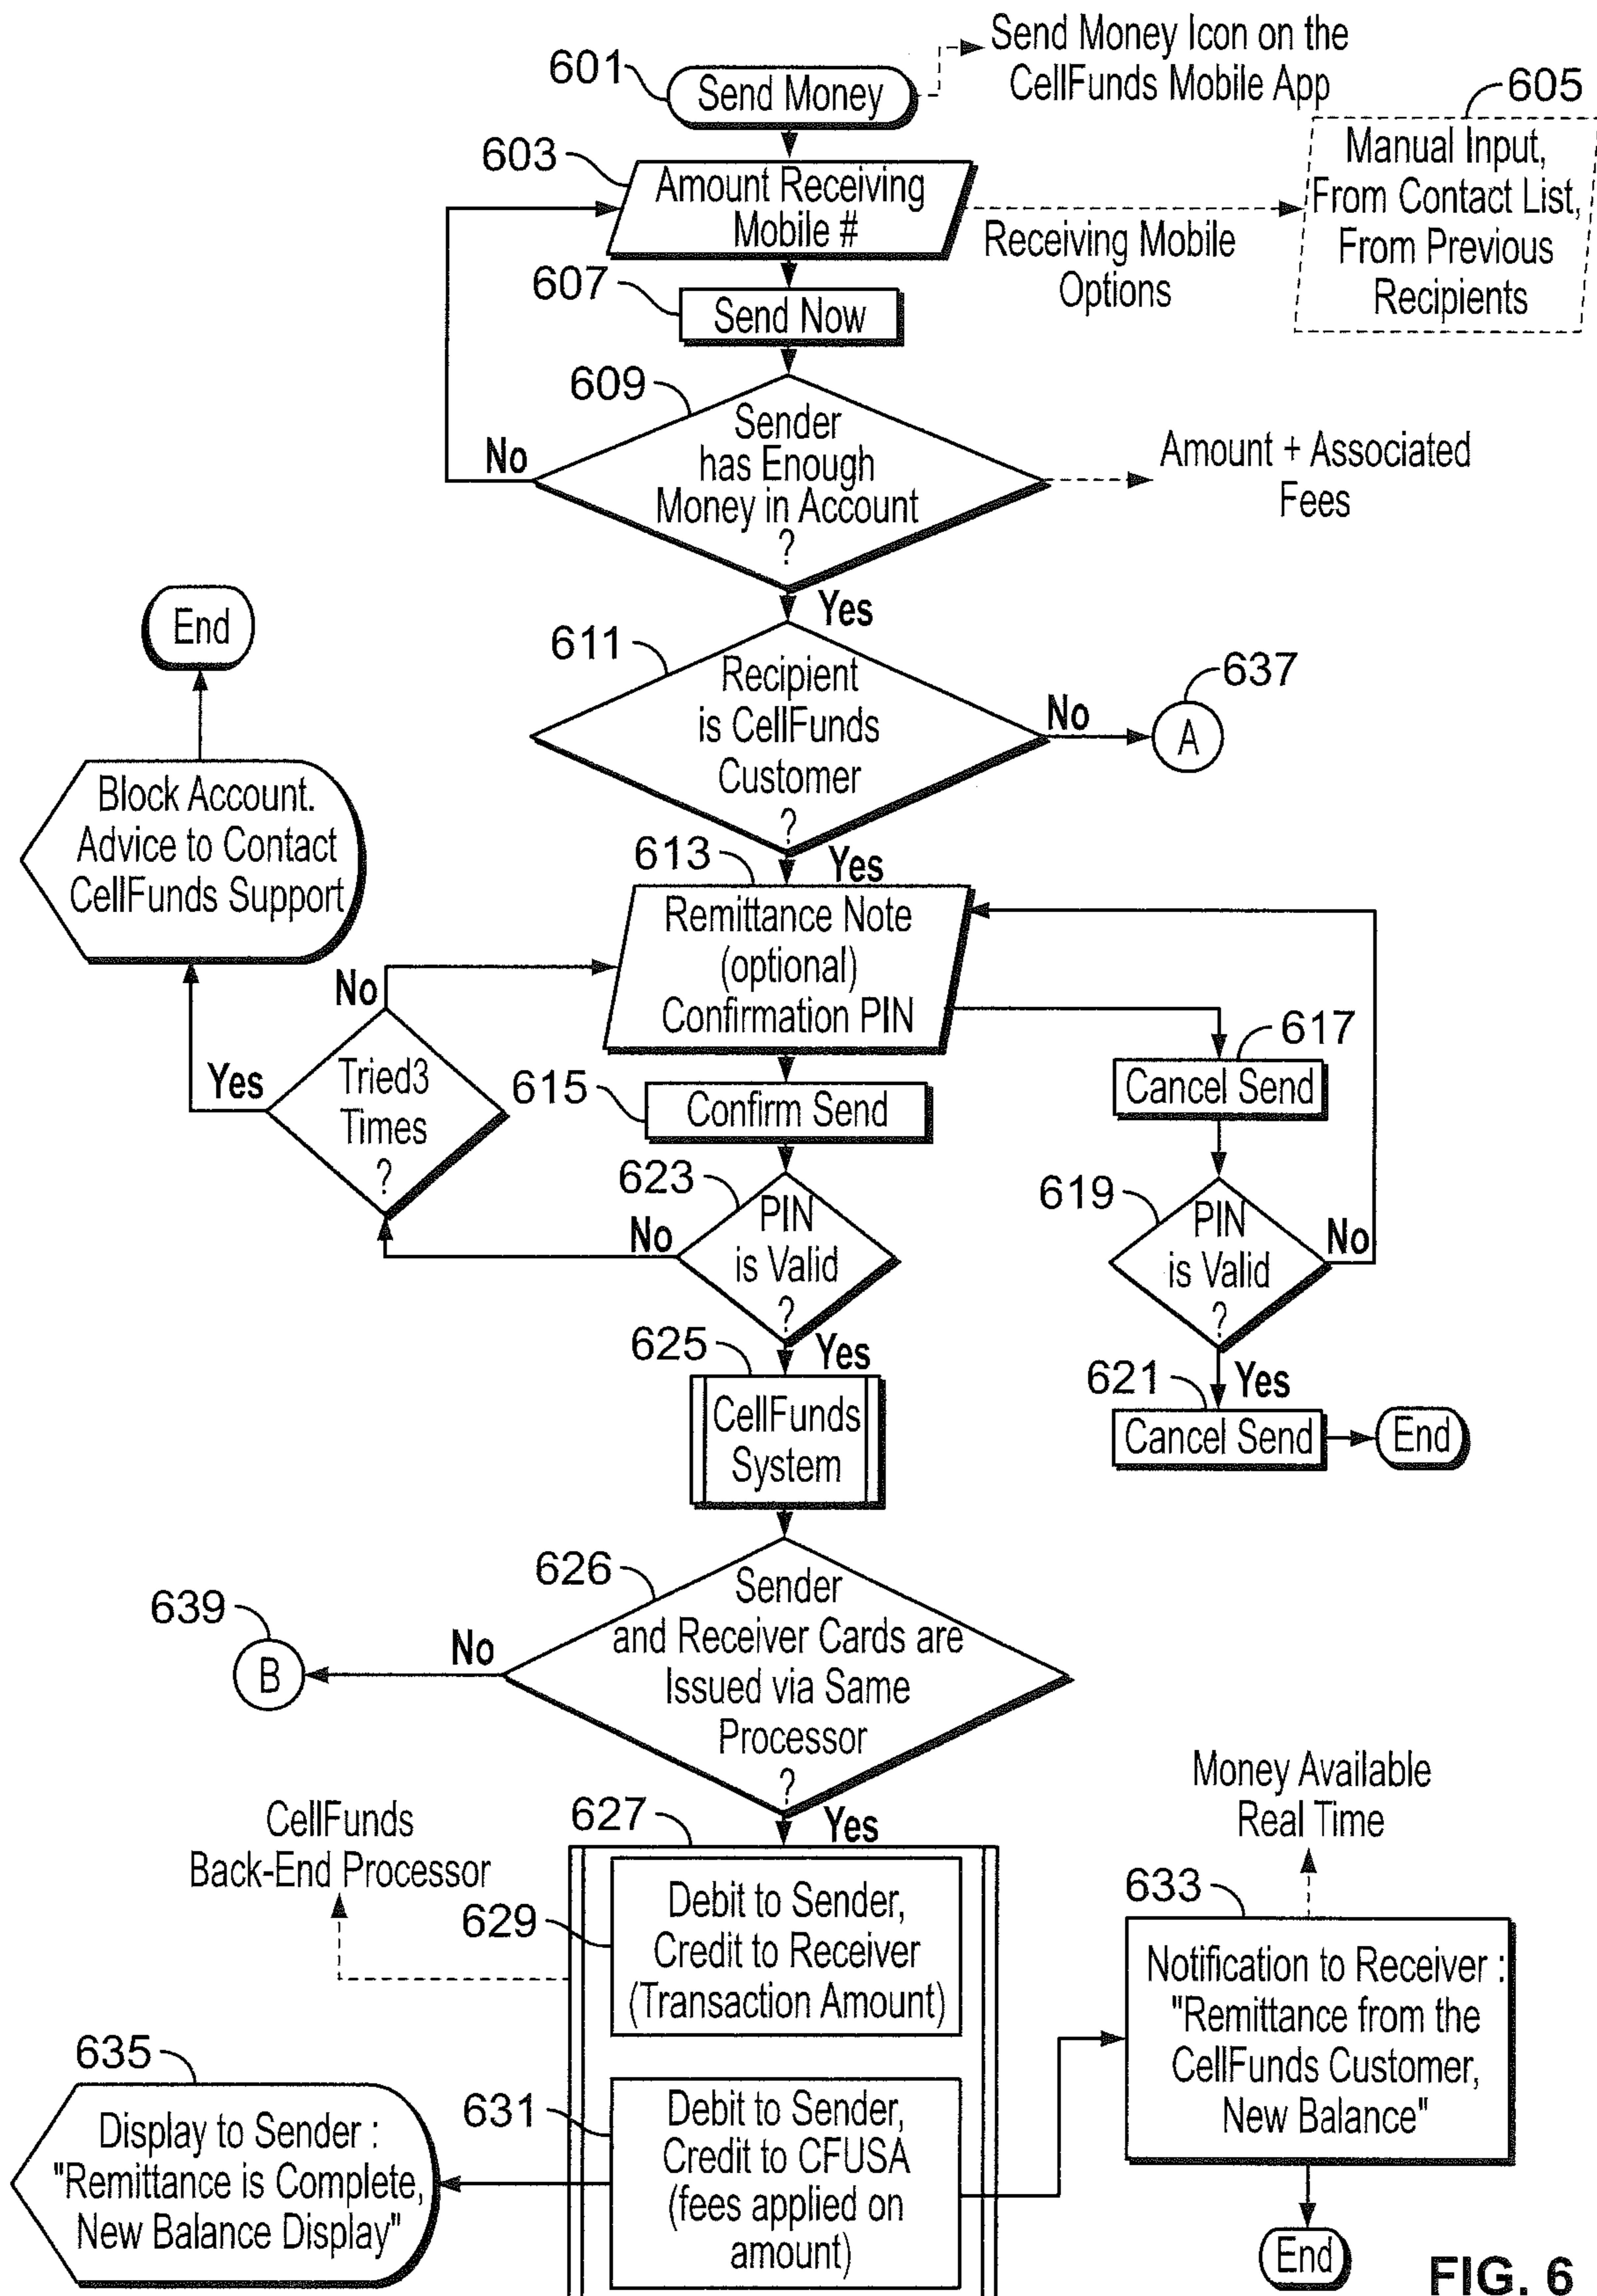 Send Money Icon on the
CellFunds Mobile App
601
Send Money
605
603
Amount Receiving
Mobile #
Receiving Mobile
Options
Manual Input,
From Contact List,
From Previous
Recipients
607
Send Now
609
Sender
has Enough
Money in Account
?
No
Amount + Associated
Fees
Yes
End
611
Recipient
is CellFunds
Customer
?
No
637
A
Yes
Block Account.
Advice to Contact
CellFunds Support
613
Remittance Note
(optional)
Confirmation PIN
No
Tried3
Times
?
Yes
615
Confirm Send
617
Cancel Send
623
PIN
is Valid
?
No
619
PIN
is Valid
?
No
Yes
625
CellFunds
System
Yes
621
Cancel Send
End
626
Sender
and Receiver Cards are
Issued via Same
Processor
?
No
639
B
Yes
627
CellFunds
Back-End Processor
629
Debit to Sender,
Credit to Receiver
(Transaction Amount)
Money Available
Real Time
633
Notification to Receiver :
"Remittance from the
CellFunds Customer,
New Balance"
635
Display to Sender :
"Remittance is Complete,
New Balance Display"
631
Debit to Sender,
Credit to CFUSA
(fees applied on
amount)
End
FIG. 6